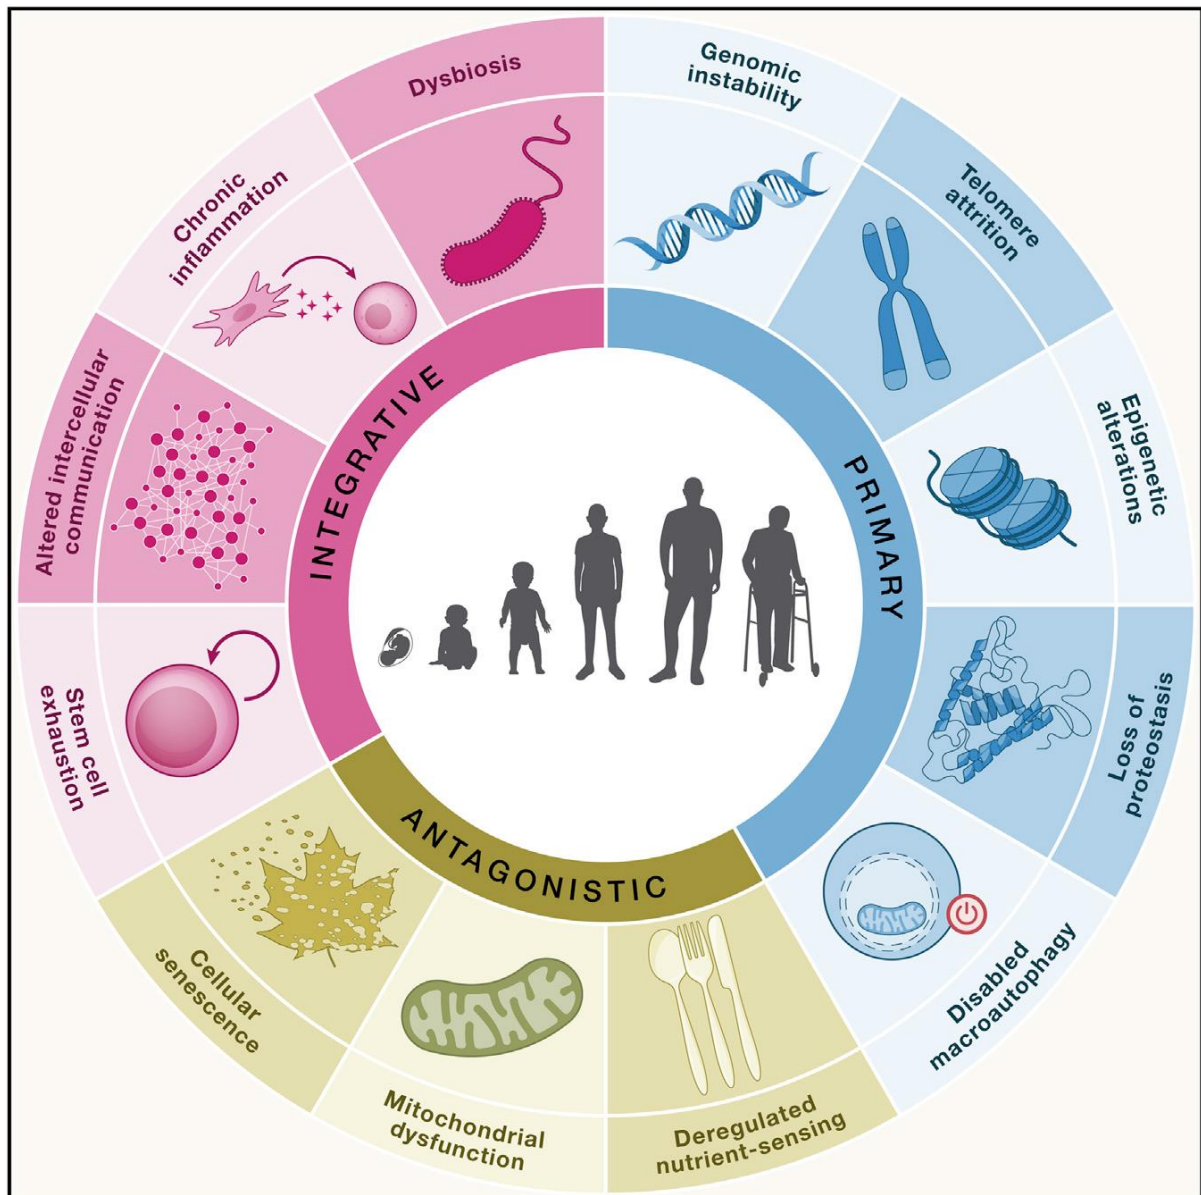 Genomic
instability
Telomere
attrition
Epigenetic
alterations
Loss of
proteostasis
Disabled
macroautophagy
Deregulated
nutrient-sensing
Mitochondrial
dysfunction
Cellular
senescence
Stem cell
exhaustion
Altered intercellular
communication
Chronic
inflammation
Dysbiosis
PRIMARY
ANTAGONISTIC
INTEGRATIVE